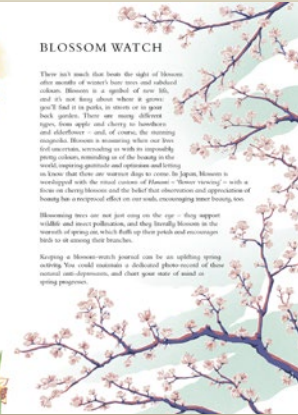 BLOSSOM WATCH
There isn't much that beats the sight of blossom
after months of winter's bare trees and subdued
colours. Blossom is a symbol of new life,
and it's not fussy about where it grows:
you'll find it in parks, in streets or in your
back garden. There are many different
types, from apple and cherry to hawthorn
and elderflower – and, of course, the stunning
magnolia. Blossom is reassuring when our lives
feel uncertain, rewarding us with its impossibly
pretty colours, reminding us of the beauty in the
world, inspiring gratitude and optimism and letting
us know that there are warmer days to come. In Japan, blossom is
worshipped with the ritual custom of Hanami – 'flower viewing' – with a
focus on cherry blossom and the belief that observation and appreciation of
beauty has a reciprocal effect on our souls, encouraging inner beauty, too.
Blossoming trees are not just easy on the eye – they support
wildlife and insect pollination, and they literally blossom in the
warmth of spring air, which fluffs up their petals and encourages
birds to sit among their branches.
Keeping a blossom-watch journal can be an uplifting spring
activity. You could maintain a dedicated photo-record of these
natural anti-depressants, and chart your state of mind as
spring progresses.